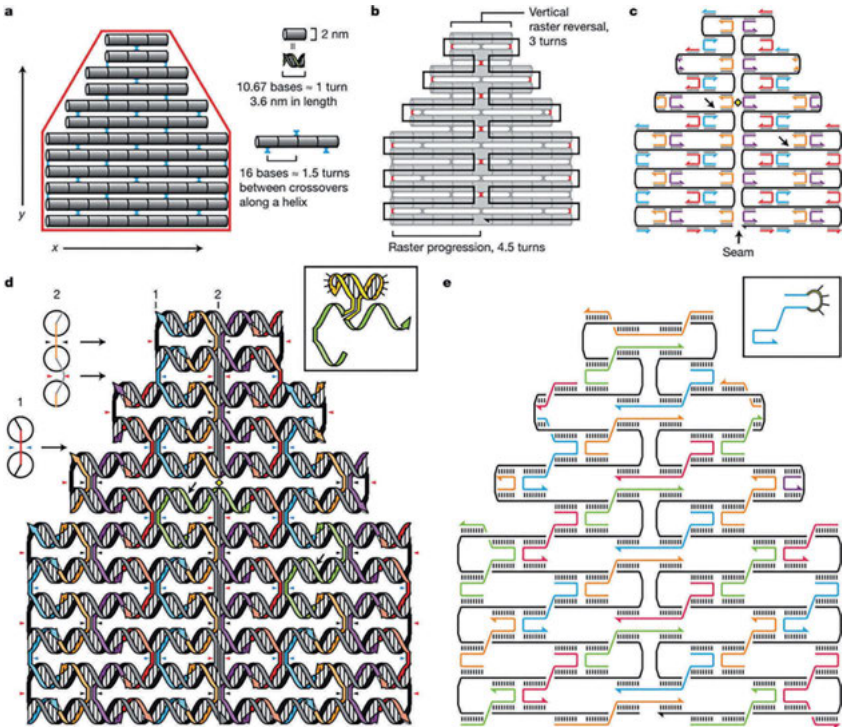 a
2 nm
10.67 bases ≈ 1 turn
3.6 nm in length
16 bases ≈ 1.5 turns
between crossovers
along a helix
y
x
b
Vertical
raster reversal,
3 turns
Raster progression, 4.5 turns
c
Seam
d
2
1
1
2
e